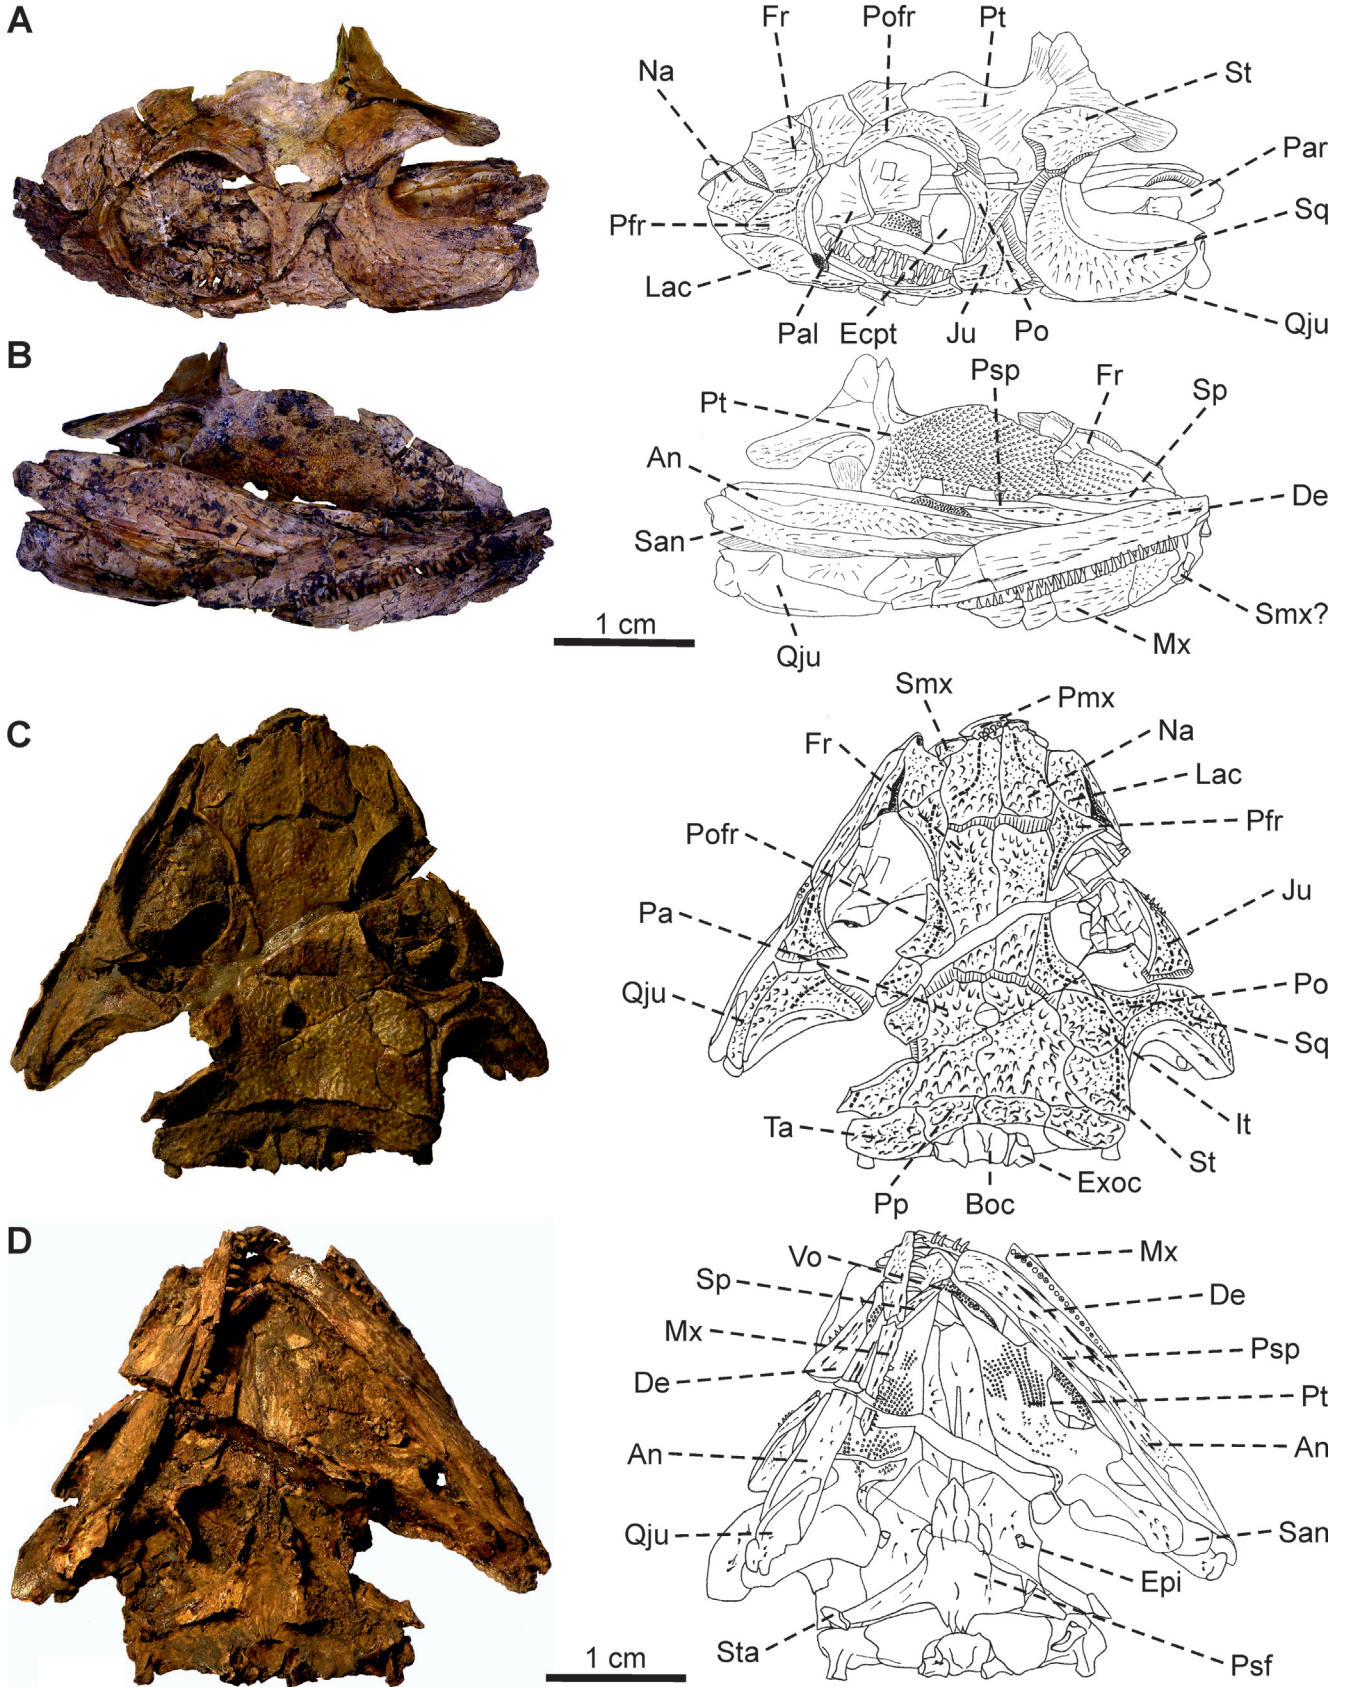 A
Fr Pofr Pt
Na
St
Par
Sq
Pfr
Lac
Qju
Pal Ecpt Ju Po
B
Psp Fr Sp
Pt
An
De
San
Smx?
1 cm
Qju
Mx
C
Smx Pmx
Fr
Na
Lac
Pofr
Pfr
Pa
Ju
Qju
Po
Sq
Ta
It
St
Exoc
Pp Boc
D
Vo
Mx
Sp
De
Mx
Psp
De
Pt
An
An
Qju
San
Epi
Sta
Psf
1 cm